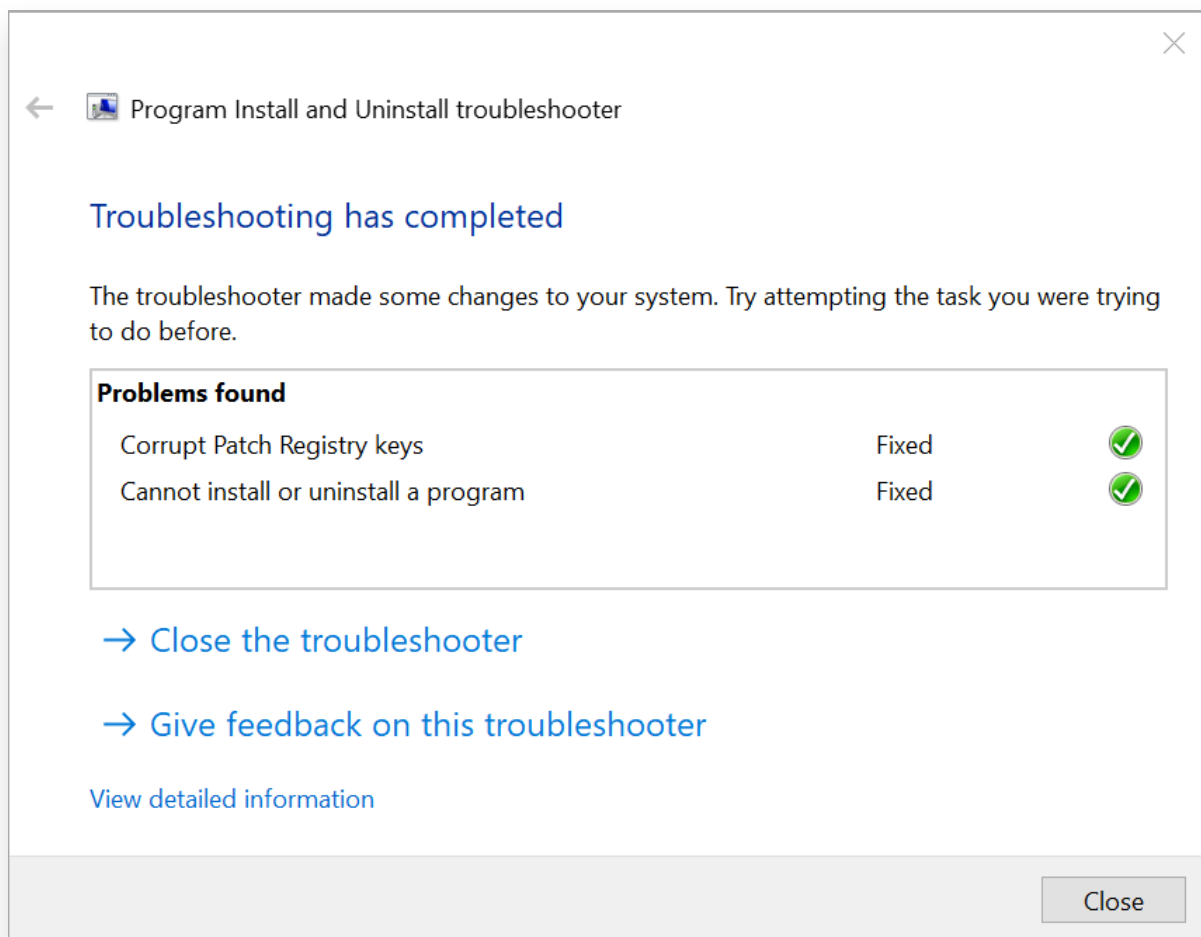 Program Install and Uninstall troubleshooter
Troubleshooting has completed
The troubleshooter made some changes to your system. Try attempting the task you were trying
to do before.
Problems found
Corrupt Patch Registry keys Fixed
Cannot install or uninstall a program Fixed
→ Close the troubleshooter
→ Give feedback on this troubleshooter
View detailed information
Close